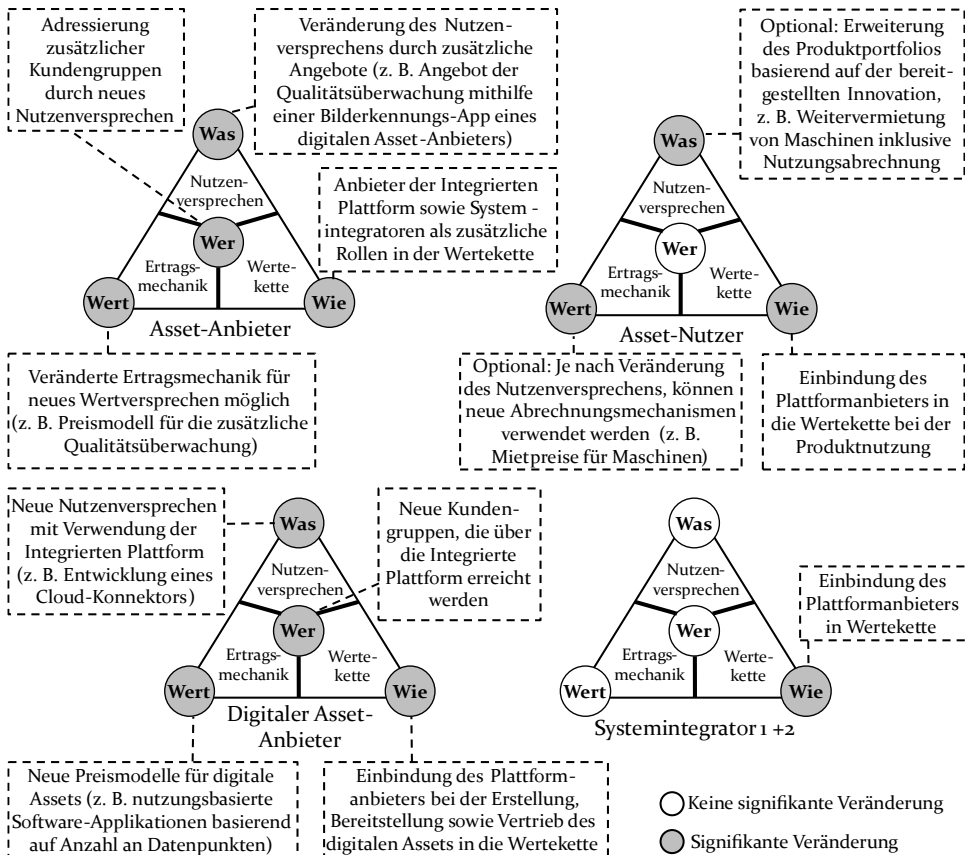 Adressierung
zusätzlicher
Kundengruppen
durch neues
Nutzenversprechen
Veränderung des Nutzen-
versprechens durch zusätzliche
Angebote (z. B. Angebot der
Qualitätsüberwachung mithilfe
einer Bilderkennungs-App eines
digitalen Asset-Anbieters)
Anbieter der Integrierten
Plattform sowie System -
integratoren als zusätzliche
Rollen in der Wertekette
Was
Nutzen-
versprechen
Wer
Ertrags-
mechanik
Werte-
kette
Wert
Wie
Asset-Anbieter
Veränderte Ertragsmechanik für
neues Wertversprechen möglich
(z. B. Preismodell für die zusätzliche
Qualitätsüberwachung)
Optional: Erweiterung
des Produktportfolios
basierend auf der bereit-
gestellten Innovation,
z. B. Weitervermietung
von Maschinen inklusive
Nutzungsabrechnung
Was
Nutzen-
versprechen
Wer
Ertrags-
mechanik
Werte-
kette
Wert
Wie
Asset-Nutzer
Optional: Je nach Veränderung
des Nutzenversprechens, können
neue Abrechnungsmechanismen
verwendet werden (z. B.
Mietpreise für Maschinen)
Einbindung des
Plattformanbieters in
die Wertekette bei der
Produktnutzung
Neue Nutzenversprechen
mit Verwendung der
Integrierten Plattform
(z. B. Entwicklung eines
Cloud-Konnektors)
Neue Kunden-
gruppen, die über
die Integrierte
Plattform erreicht
werden
Was
Nutzen-
versprechen
Wer
Ertrags-
mechanik
Werte-
kette
Wert
Wie
Digitaler Asset-
Anbieter
Neue Preismodelle für digitale
Assets (z. B. nutzungsbasierte
Software-Applikationen basierend
auf Anzahl an Datenpunkten)
Einbindung des Plattform-
anbieters bei der Erstellung,
Bereitstellung sowie Vertrieb des
digitalen Assets in die Wertekette
Was
Nutzen-
versprechen
Wer
Ertrags-
mechanik
Werte-
kette
Wert
Wie
Systemintegrator 1 +2
Einbindung des
Plattformanbieters
in Wertekette
Keine signifikante Veränderung
Signifikante Veränderung